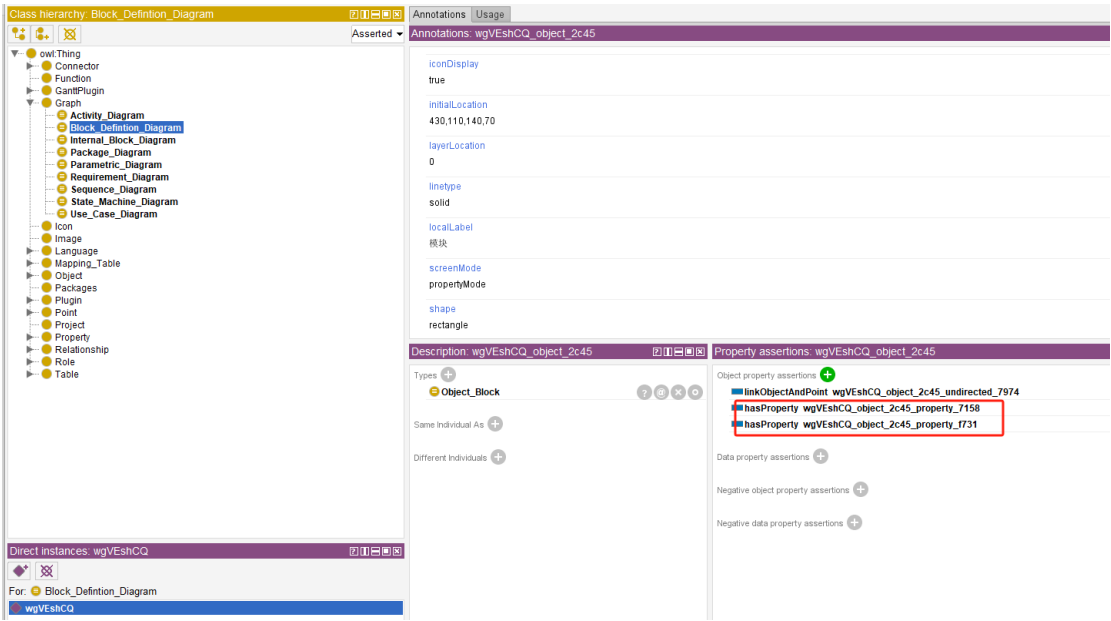 Class hierarchy: Block_Defintion_Diagram
Asserted
owl:Thing
Connector
Function
GanttPlugin
Graph
Activity_Diagram
Block_Defintion_Diagram
Internal_Block_Diagram
Package_Diagram
Parametric_Diagram
Requirement_Diagram
Sequence_Diagram
State_Machine_Diagram
Use_Case_Diagram
Icon
Image
Language
Mapping_Table
Object
Packages
Plugin
Point
Project
Property
Relationship
Role
Table
Direct instances: wgVEshCQ
For: Block_Defintion_Diagram
wgVEshCQ
Annotations Usage
Annotations: wgVEshCQ_object_2c45
iconDisplay
true
initialLocation
430,110,140,70
layerLocation
0
linetype
solid
localLabel
模块
screenMode
propertyMode
shape
rectangle
Description: wgVEshCQ_object_2c45
Types
Object_Block
Same Individual As
Different Individuals
Property assertions: wgVEshCQ_object_2c45
Object property assertions
linkObjectAndPoint wgVEshCQ_object_2c45_undirected_7974
hasProperty wgVEshCQ_object_2c45_property_7158
hasProperty wgVEshCQ_object_2c45_property_f731
Data property assertions
Negative object property assertions
Negative data property assertions